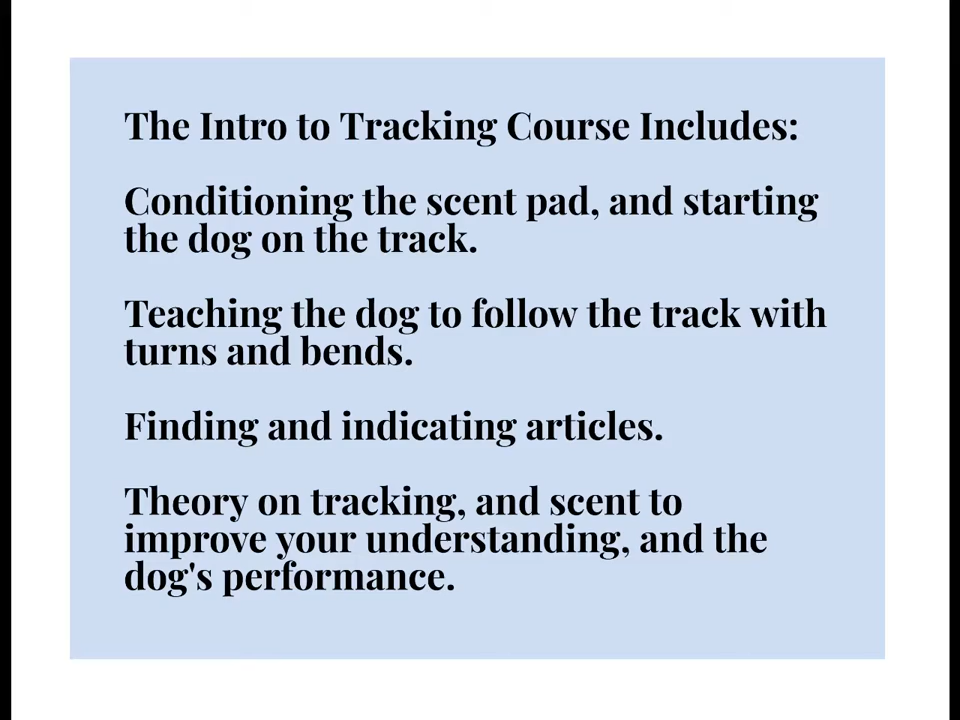 The Intro to Tracking Course Includes:
Conditioning the scent pad, and starting
the dog on the track.
Teaching the dog to follow the track with
turns and bends.
Finding and indicating articles.
Theory on tracking, and scent to
improve your understanding, and the
dog's performance.